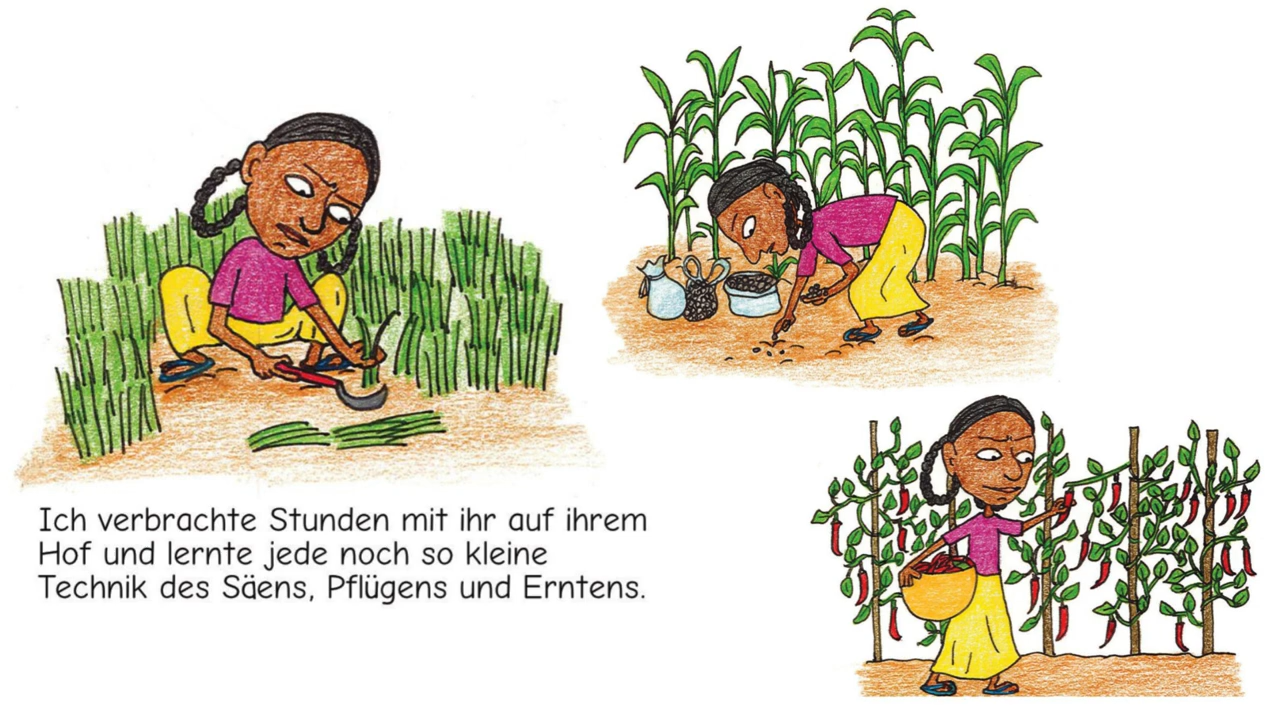 Ich verbrachte Stunden mit ihr auf ihrem
Hof und lernte jede noch so kleine
Technik des Säens, Pflügens und Erntens.